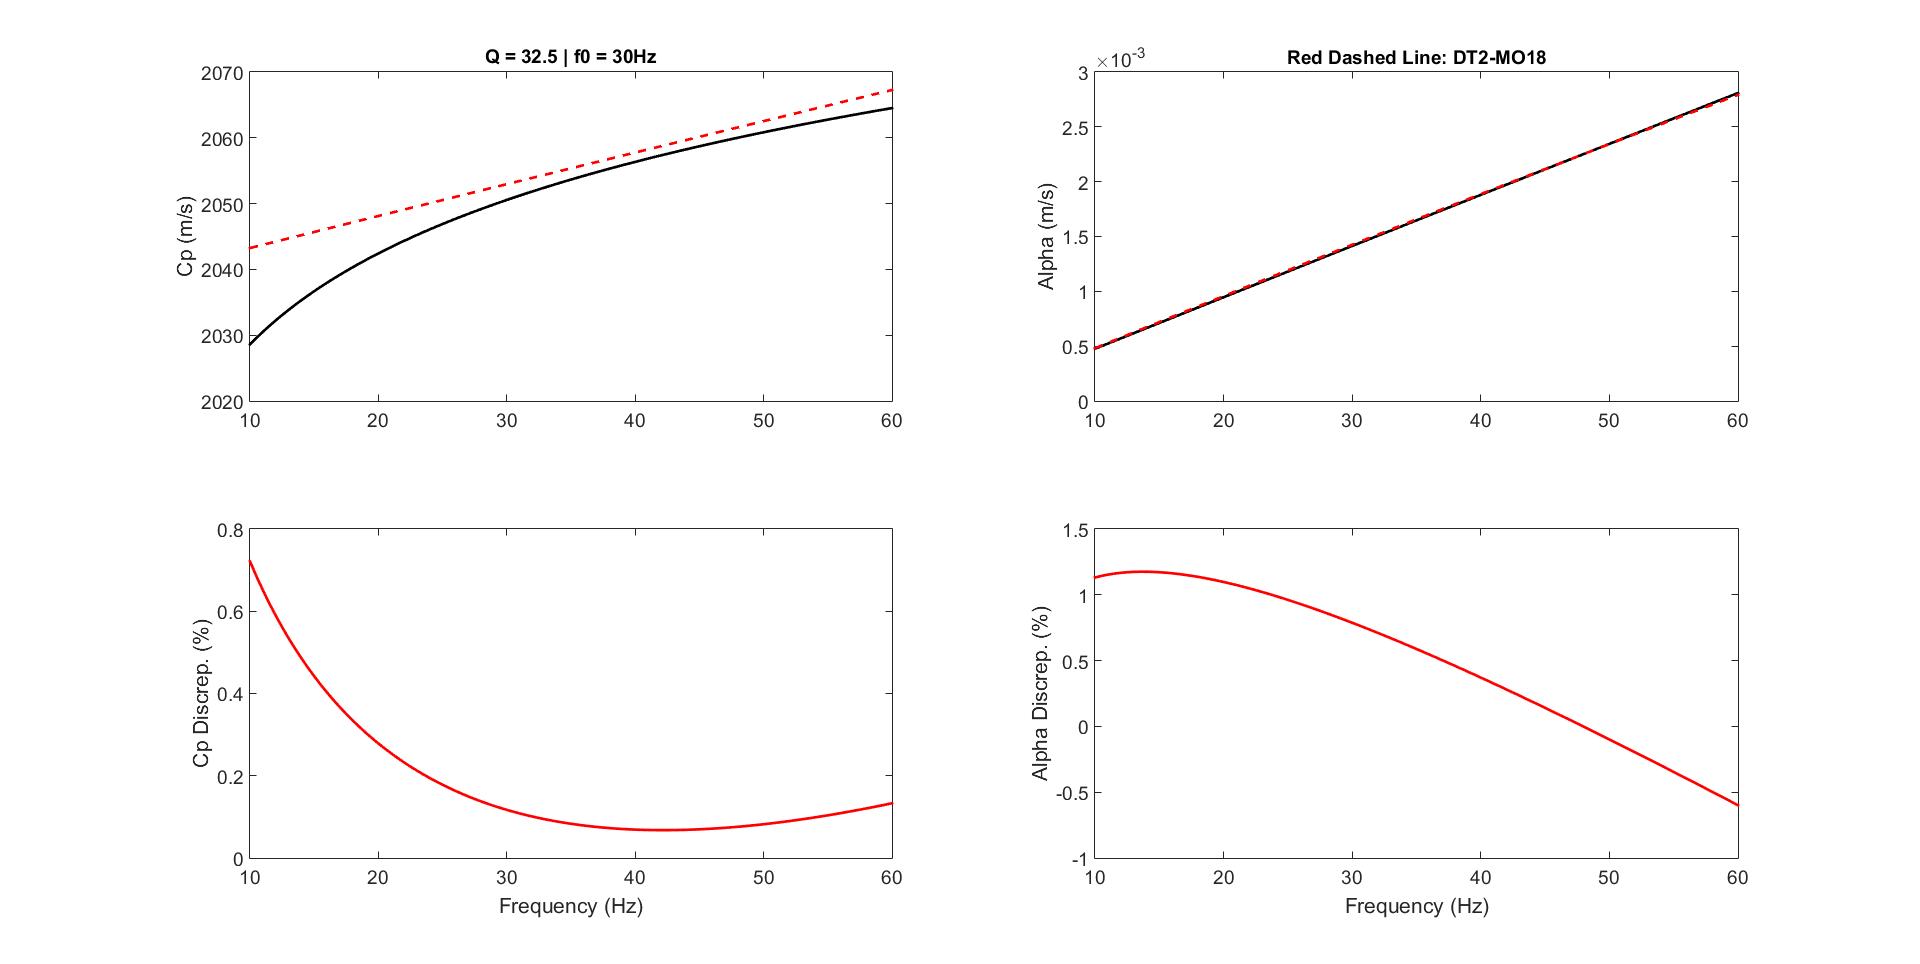 Q = 32.5 | f0 = 30Hz
Cp (m/s)
2070
2060
2050
2040
2030
2020
10 20 30 40 50 60
Red Dashed Line: DT2-MO18
×10-3
Alpha (m/s)
3
2.5
2
1.5
1
0.5
0
10 20 30 40 50 60
Cp Discrep. (%)
0.8
0.6
0.4
0.2
0
10 20 30 40 50 60
Frequency (Hz)
Alpha Discrep. (%)
1.5
1
0.5
0
-0.5
-1
10 20 30 40 50 60
Frequency (Hz)